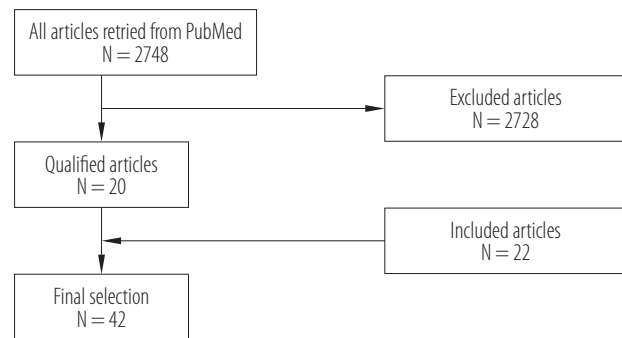 All articles retried from PubMed
N = 2748
Excluded articles
N = 2728
Qualified articles
N = 20
Included articles
N = 22
Final selection
N = 42